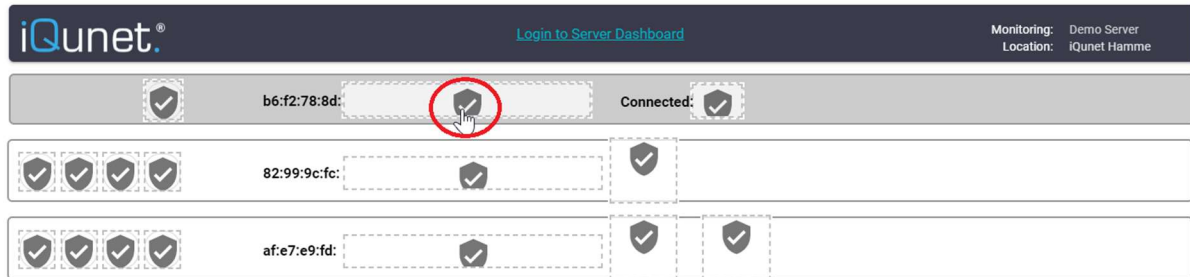 iQunet.®
Login to Server Dashboard
Monitoring: Demo Server
Location: iQunet Hamme
b6:f2:78:8d: Connected:
82:99:9c:fc:
af:e7:e9:fd: